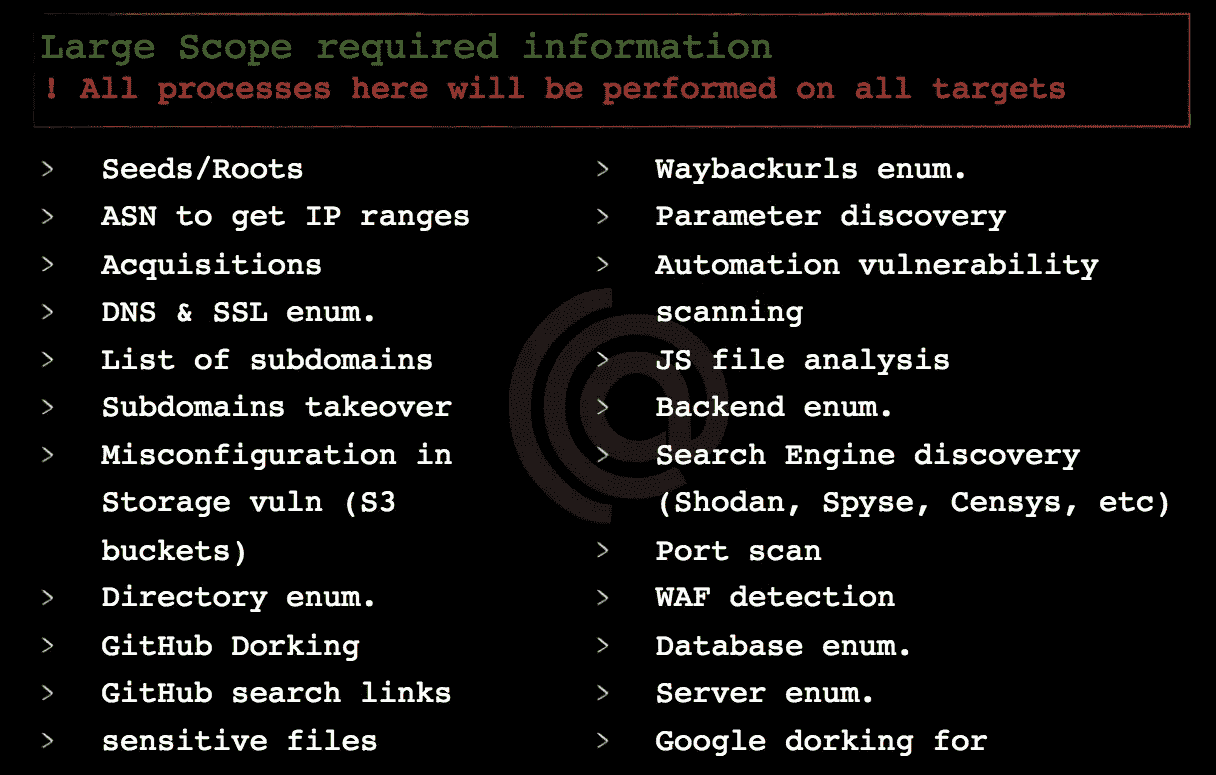 Large Scope required information
! All processes here will be performed on all targets
> Seeds/Roots
> ASN to get IP ranges
> Acquisitions
> DNS & SSL enum.
> List of subdomains
> Subdomains takeover
> Misconfiguration in
Storage vuln (S3
buckets)
> Directory enum.
> GitHub Dorking
> GitHub search links
> sensitive files
> Waybackurls enum.
> Parameter discovery
> Automation vulnerability
scanning
> JS file analysis
> Backend enum.
> Search Engine discovery
(Shodan, Spyse, Censys, etc)
> Port scan
> WAF detection
> Database enum.
> Server enum.
> Google dorking for